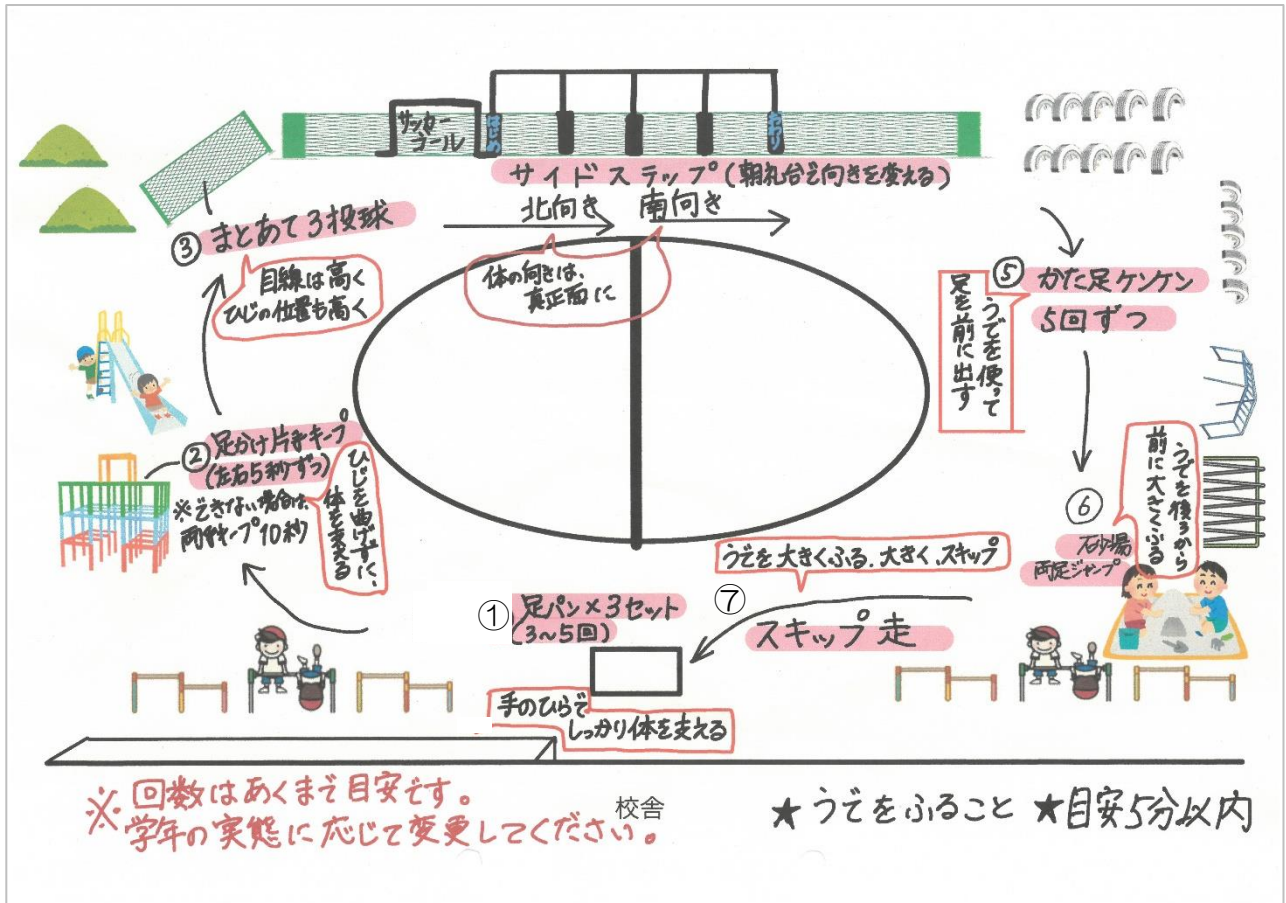 サッカー
ゴール
はじめ
おわり
サイドステップ(朝礼台で向きを変える)
北向き
南向き
体の向きは、
真正面に
③まとあて3投球
目線は高く
ひじの位置も高く
⑤かた足ケンケン
5回ずつ
うでを使って
足を前に出す
②足かけ片手キープ
(左右5秒ずつ)
※できない場合は、
両手キープ10秒
ひじを曲げずに、
体を支える
⑥
砂場
両足ジャンプ
うでを後ろから
前に大きくふる
うでを大きくふる、大きく、スキップ
①足パン×3セット
(3~5回)
⑦
スキップ走
手のひらで
しっかり体を支える
※回数はあくまで目安です。
※学年の実態に応じて変更してください。
校舎
★うでをふること ★目安5分以内